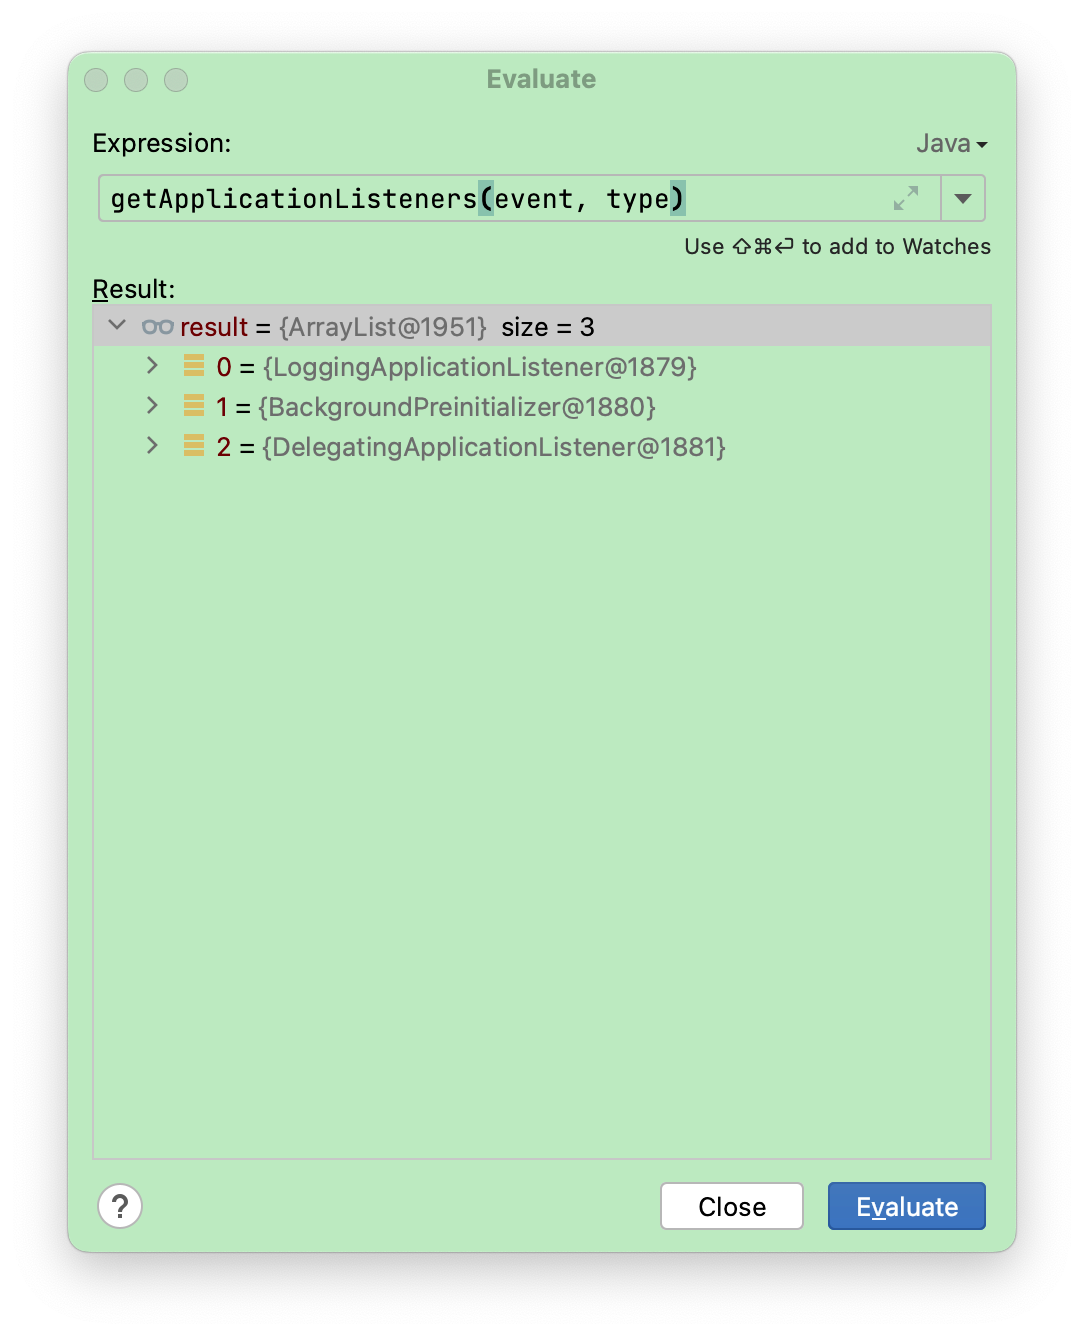 Evaluate
Expression:
Java
getApplicationListeners(event, type)
Use ⇧⌘⏎ to add to Watches
Result:
result = {ArrayList@1951} size = 3
0 = {LoggingApplicationListener@1879}
1 = {BackgroundPreinitializer@1880}
2 = {DelegatingApplicationListener@1881}
?
Close
Evaluate